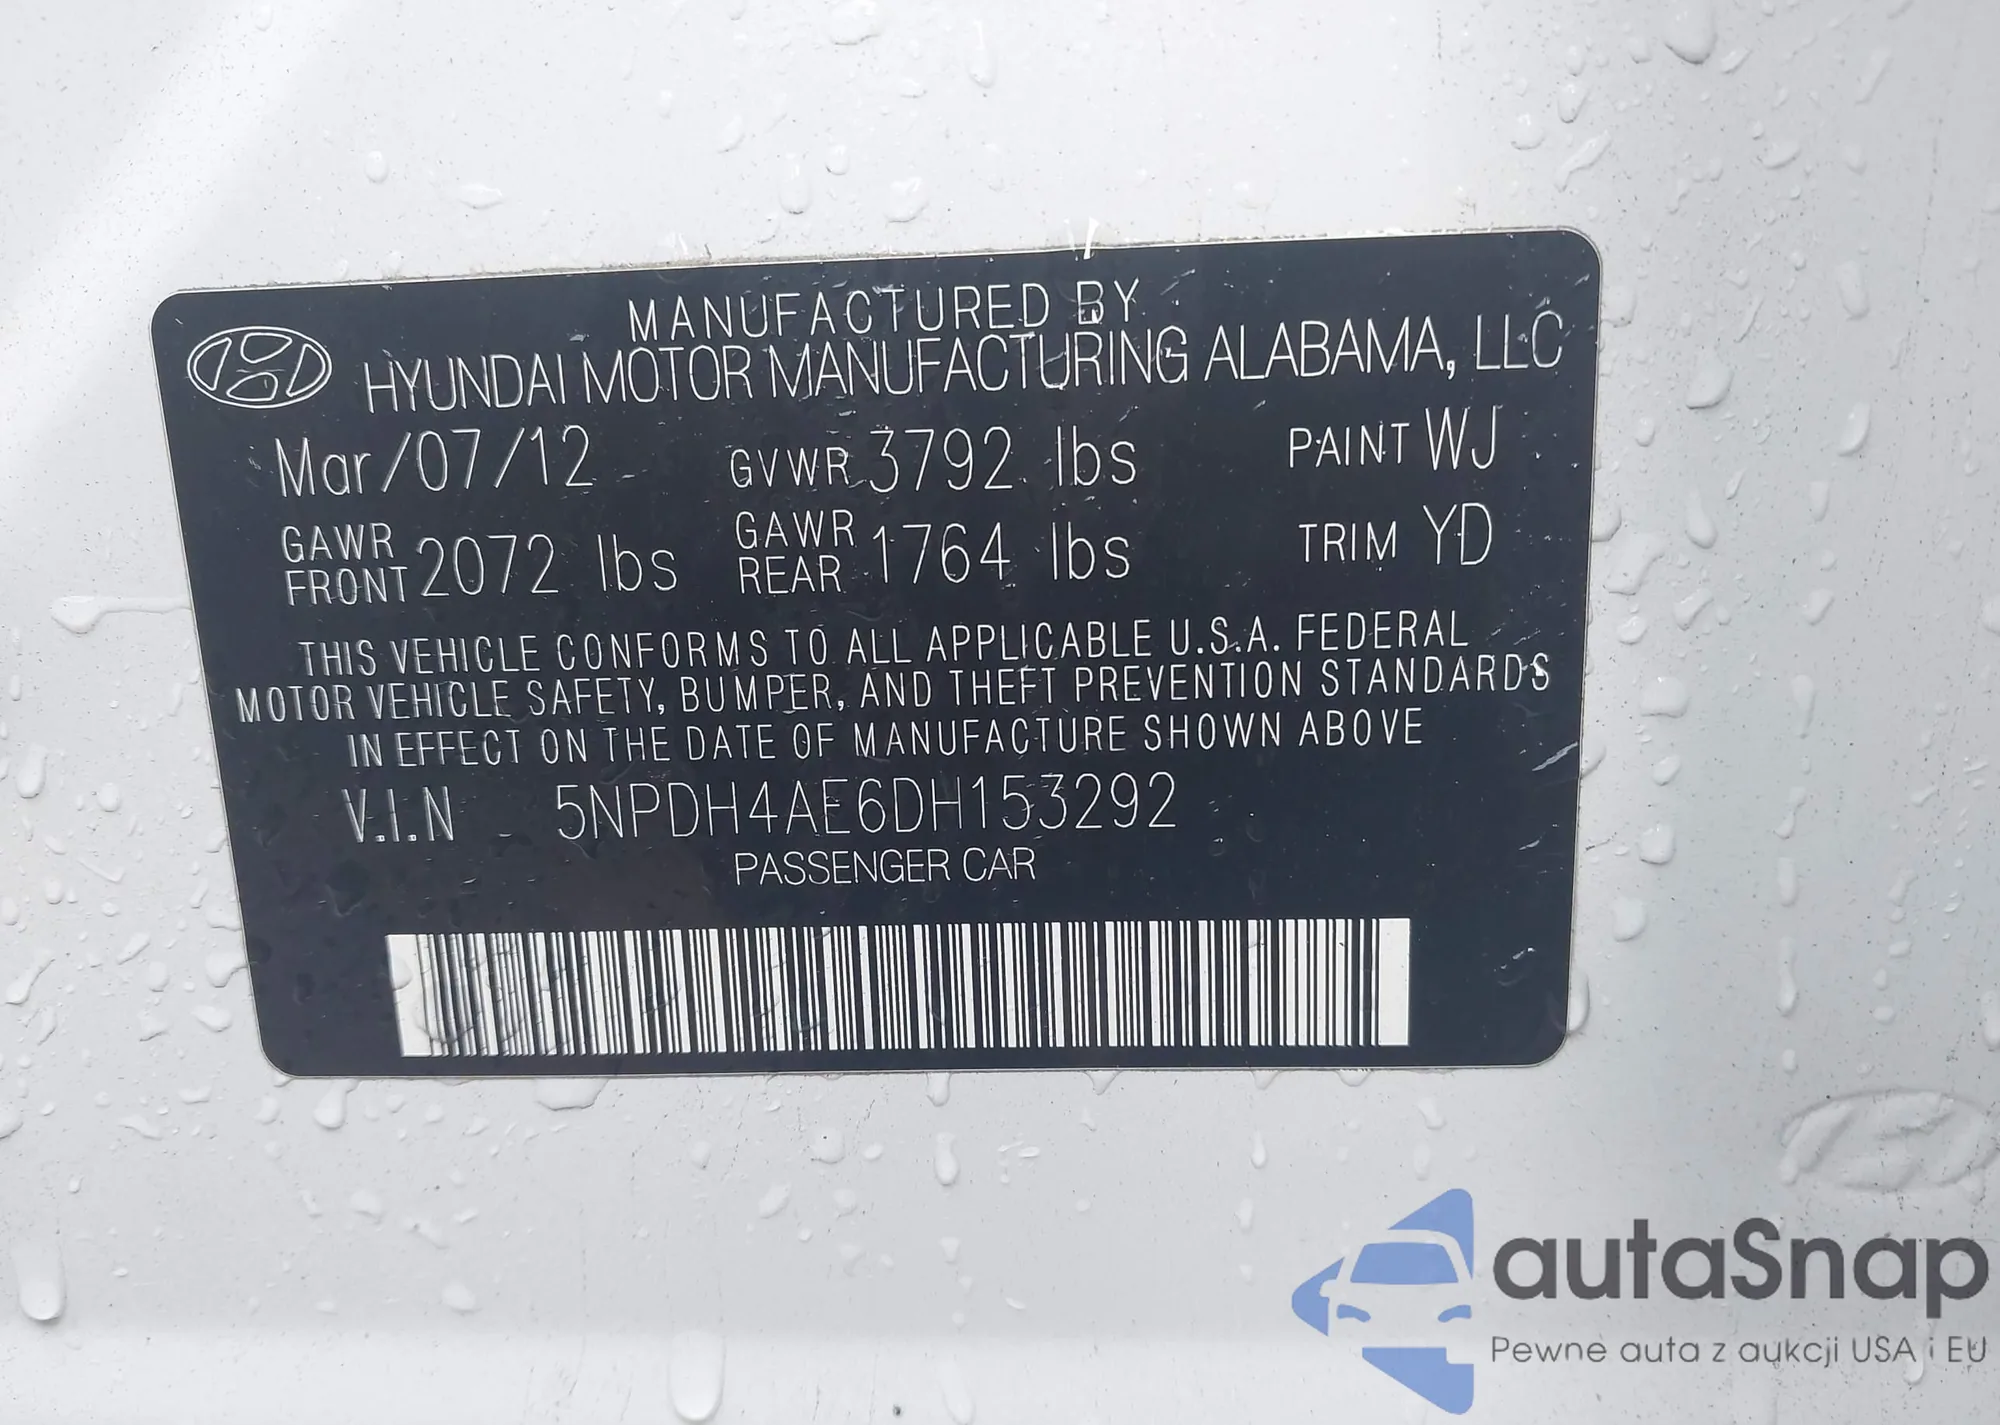 MANUFACTURED BY
HYUNDAI MOTOR MANUFACTURING ALABAMA, LLC
Mar/07/12 GVWR 3792 lbs PAINT WJ
GAWR FRONT 2072 lbs GAWR REAR 1764 lbs TRIM YD
THIS VEHICLE CONFORMS TO ALL APPLICABLE U.S.A. FEDERAL
MOTOR VEHICLE SAFETY, BUMPER, AND THEFT PREVENTION STANDARDS
IN EFFECT ON THE DATE OF MANUFACTURE SHOWN ABOVE
V.I.N 5NPDH4AE6DH153292
PASSENGER CAR
autaSnap
Pewne auta z aukcji USA i EU